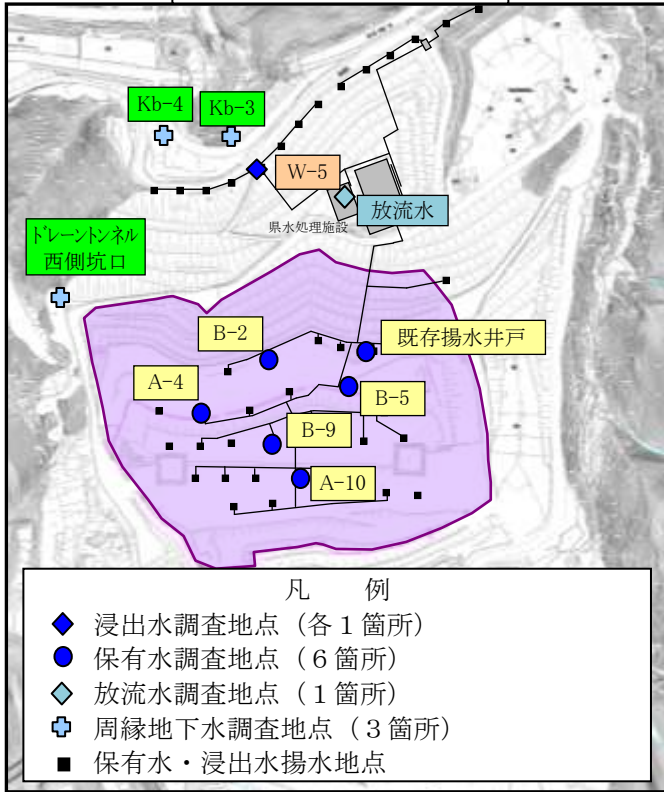 Kb-4
Kb-3
W-5
放流水
県水処理施設
ドレーントンネル
西側坑口
B-2
既存揚水井戸
A-4
B-5
B-9
A-10
凡　例
浸出水調査地点（各１箇所）
保有水調査地点（６箇所）
放流水調査地点（１箇所）
周縁地下水調査地点（３箇所）
保有水・浸出水揚水地点